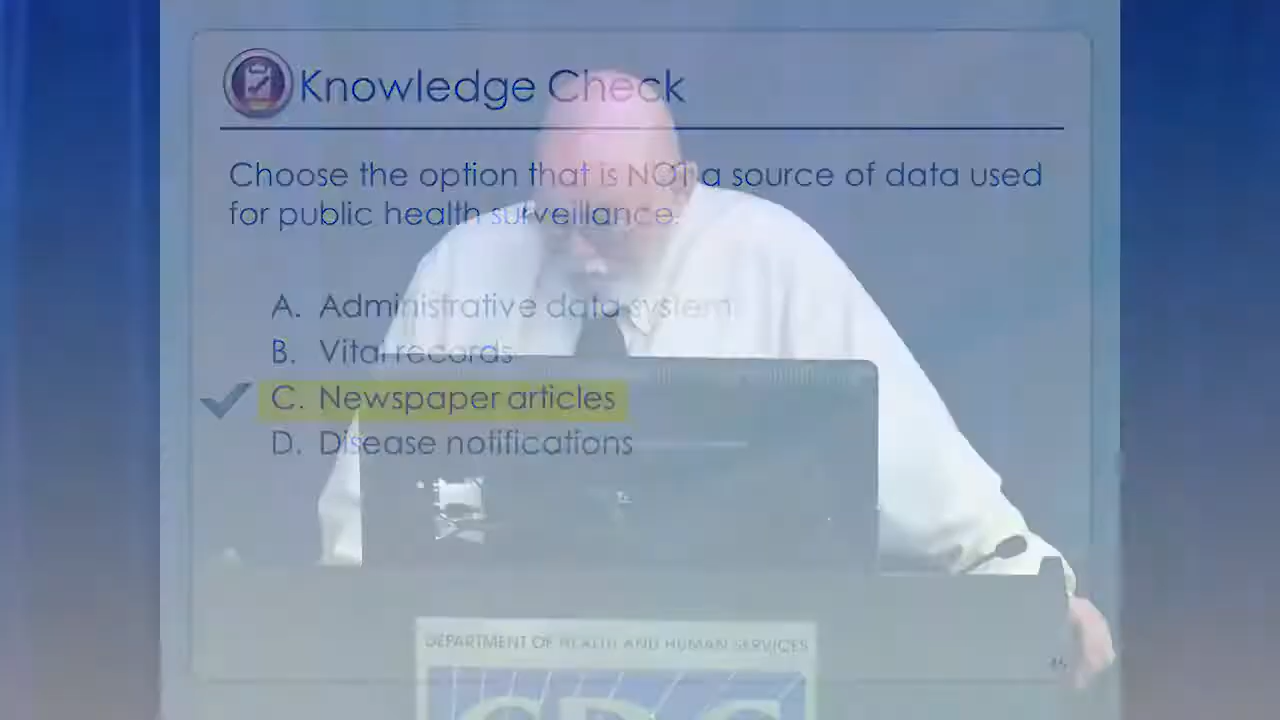 Knowledge Check
Choose the option that is NOT a source of data used
for public health surveillance.
A. Administrative data system
B. Vital records
C. Newspaper articles
D. Disease notifications
DEPARTMENT OF HEALTH AND HUMAN SERVICES
CDC